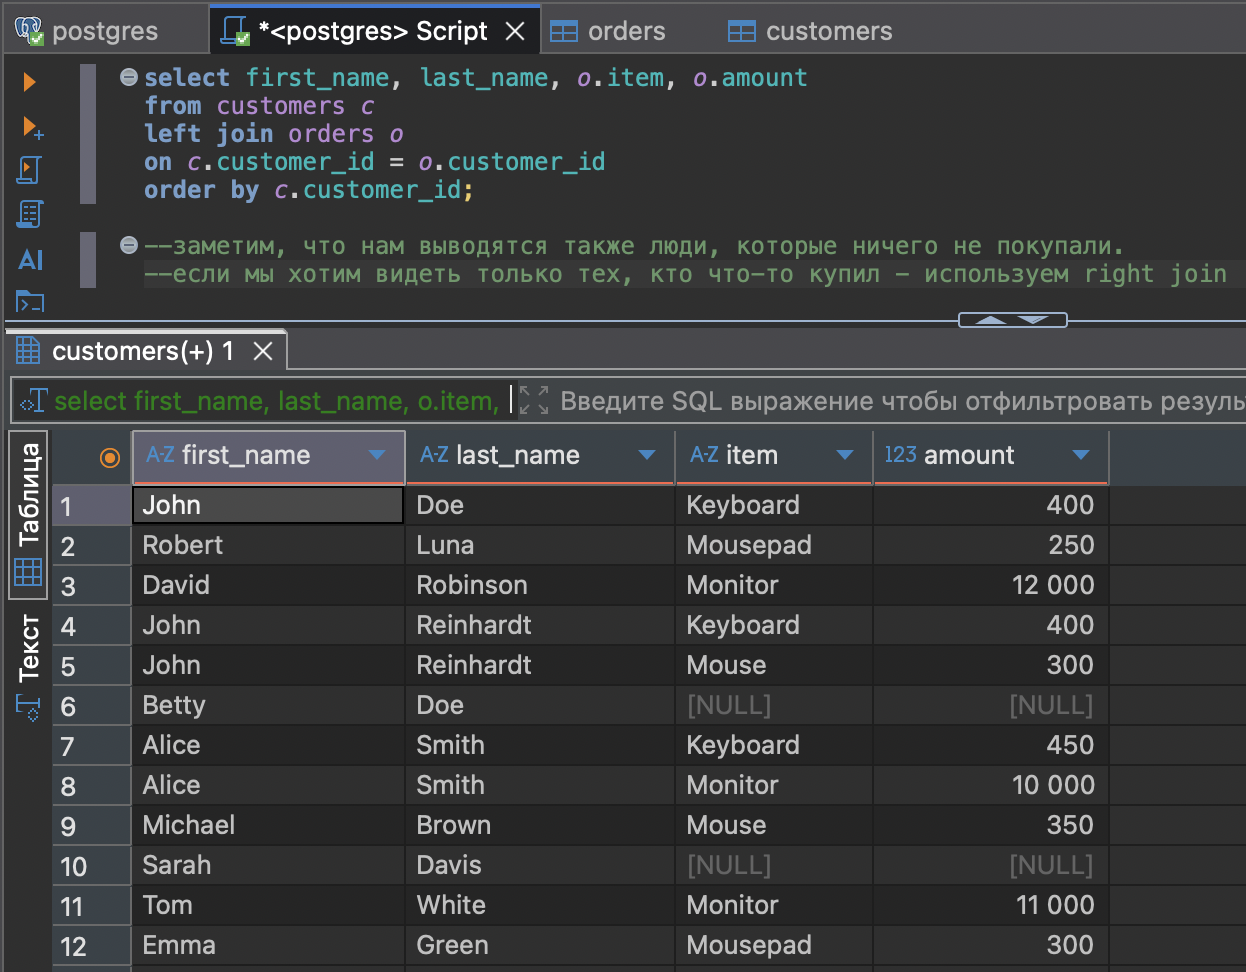 postgres
*<postgres> Script
orders
customers
select first_name, last_name, o.item, o.amount
from customers c
left join orders o
on c.customer_id = o.customer_id
order by c.customer_id;
--заметим, что нам выводятся также люди, которые ничего не покупали.
--если мы хотим видеть только тех, кто что-то купил - используем right join
AI
customers(+) 1
select first_name, last_name, o.item,
Введите SQL выражение чтобы отфильтровать резуль
Таблица
Текст
A-Z first_name A-Z last_name A-Z item 123 amount
1 John Doe Keyboard 400
2 Robert Luna Mousepad 250
3 David Robinson Monitor 12 000
4 John Reinhardt Keyboard 400
5 John Reinhardt Mouse 300
6 Betty Doe [NULL] [NULL]
7 Alice Smith Keyboard 450
8 Alice Smith Monitor 10 000
9 Michael Brown Mouse 350
10 Sarah Davis [NULL] [NULL]
11 Tom White Monitor 11 000
12 Emma Green Mousepad 300